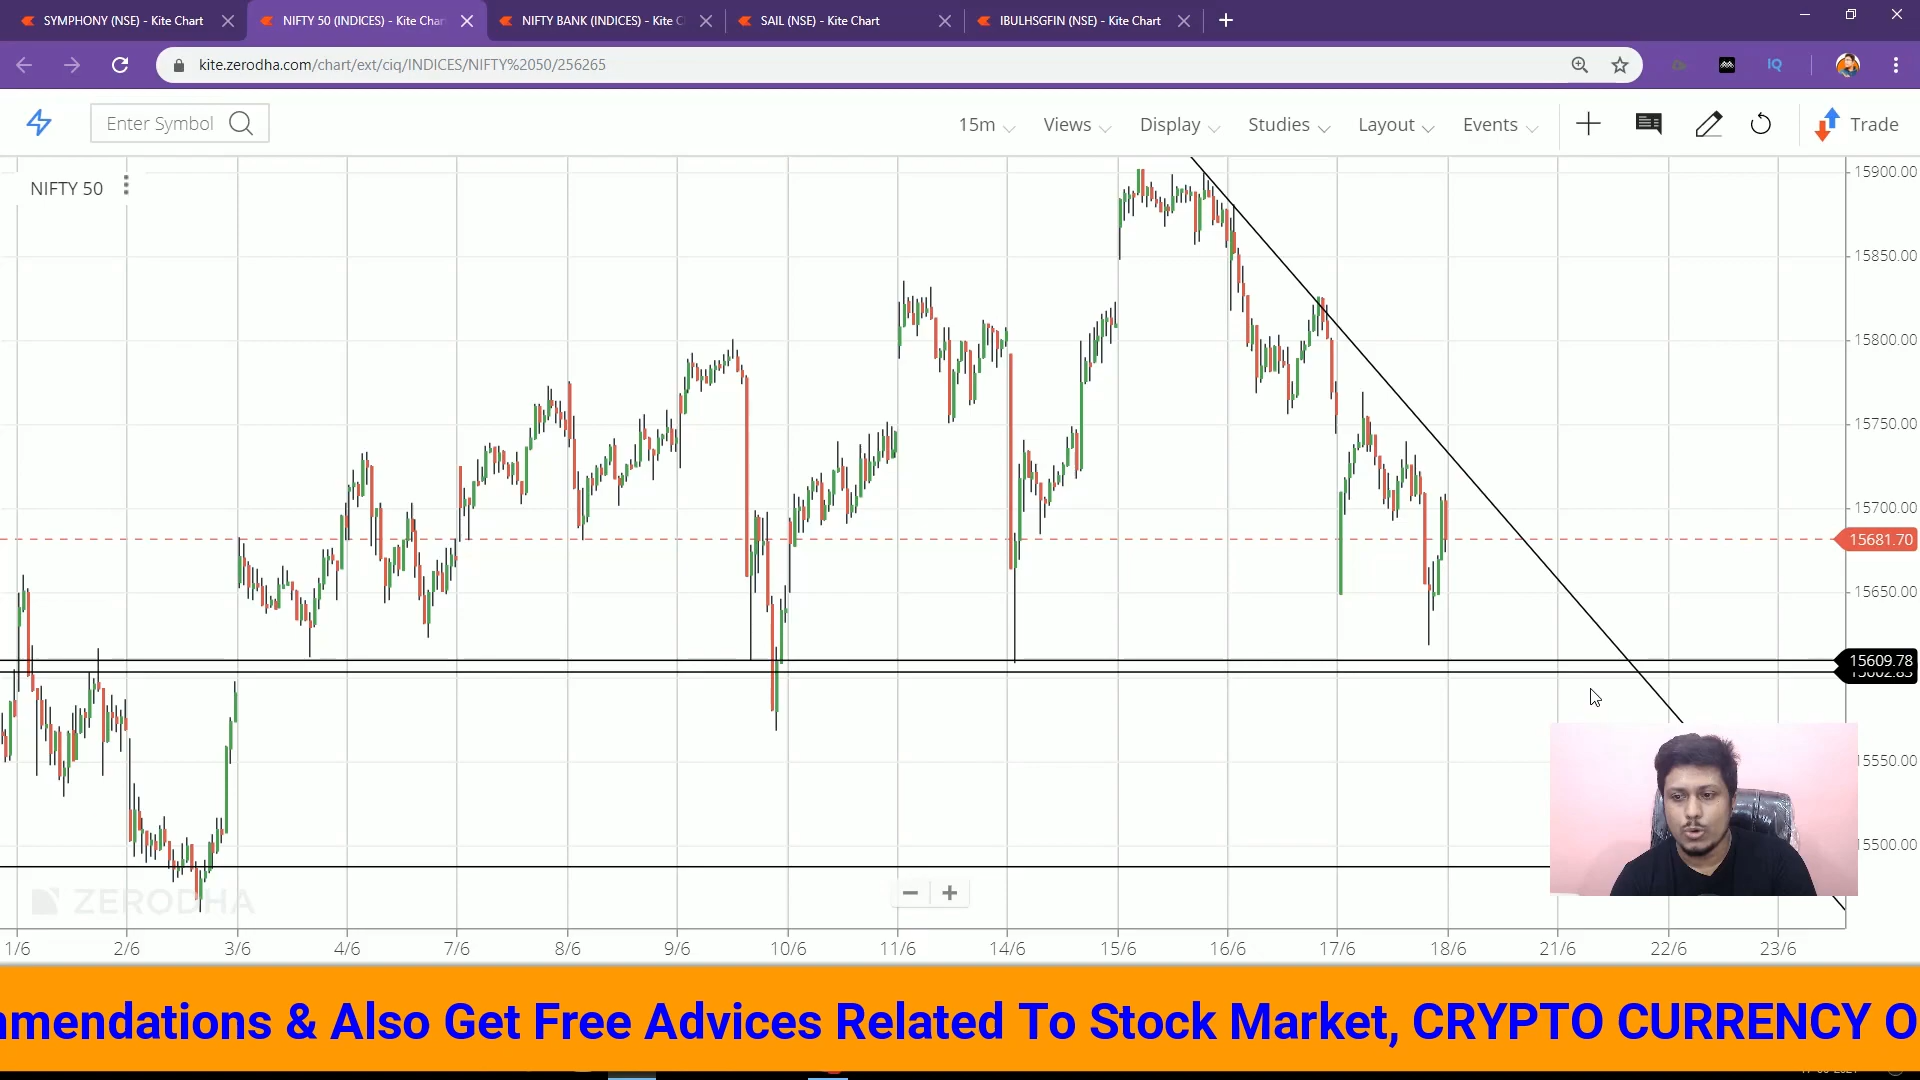 SYMPHONY (NSE) - Kite Chart
NIFTY 50 (INDICES) - Kite Char
NIFTY BANK (INDICES) - Kite C
SAIL (NSE) - Kite Chart
IBULHSGFIN (NSE) - Kite Chart
kite.zerodha.com/chart/ext/ciq/INDICES/NIFTY%2050/256265
IQ
Enter Symbol
15m
Views
Display
Studies
Layout
Events
Trade
NIFTY 50
15900.00
15850.00
15800.00
15750.00
15700.00
15681.70
15650.00
15609.78
15550.00
15500.00
ZERODHA
1/6 2/6 3/6 4/6 7/6 8/6 9/6 10/6 11/6 14/6 15/6 16/6 17/6 18/6 21/6 22/6 23/6
mmendations & Also Get Free Advices Related To Stock Market, CRYPTO CURRENCY O